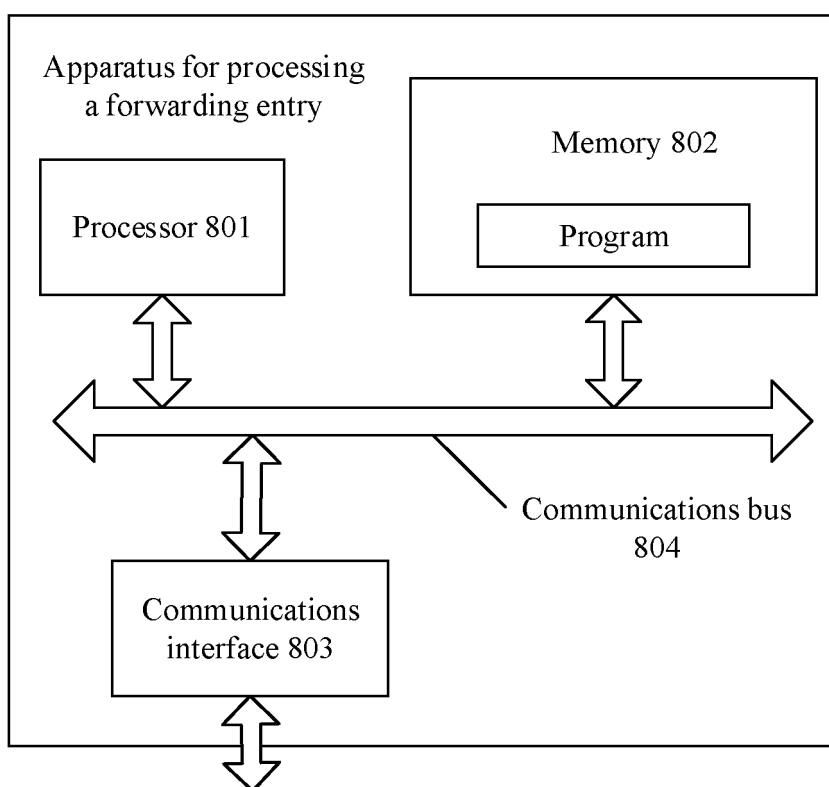 Apparatus for processing
a forwarding entry
Memory 802
Processor 801
Program
Communications bus
804
Communications
interface 803